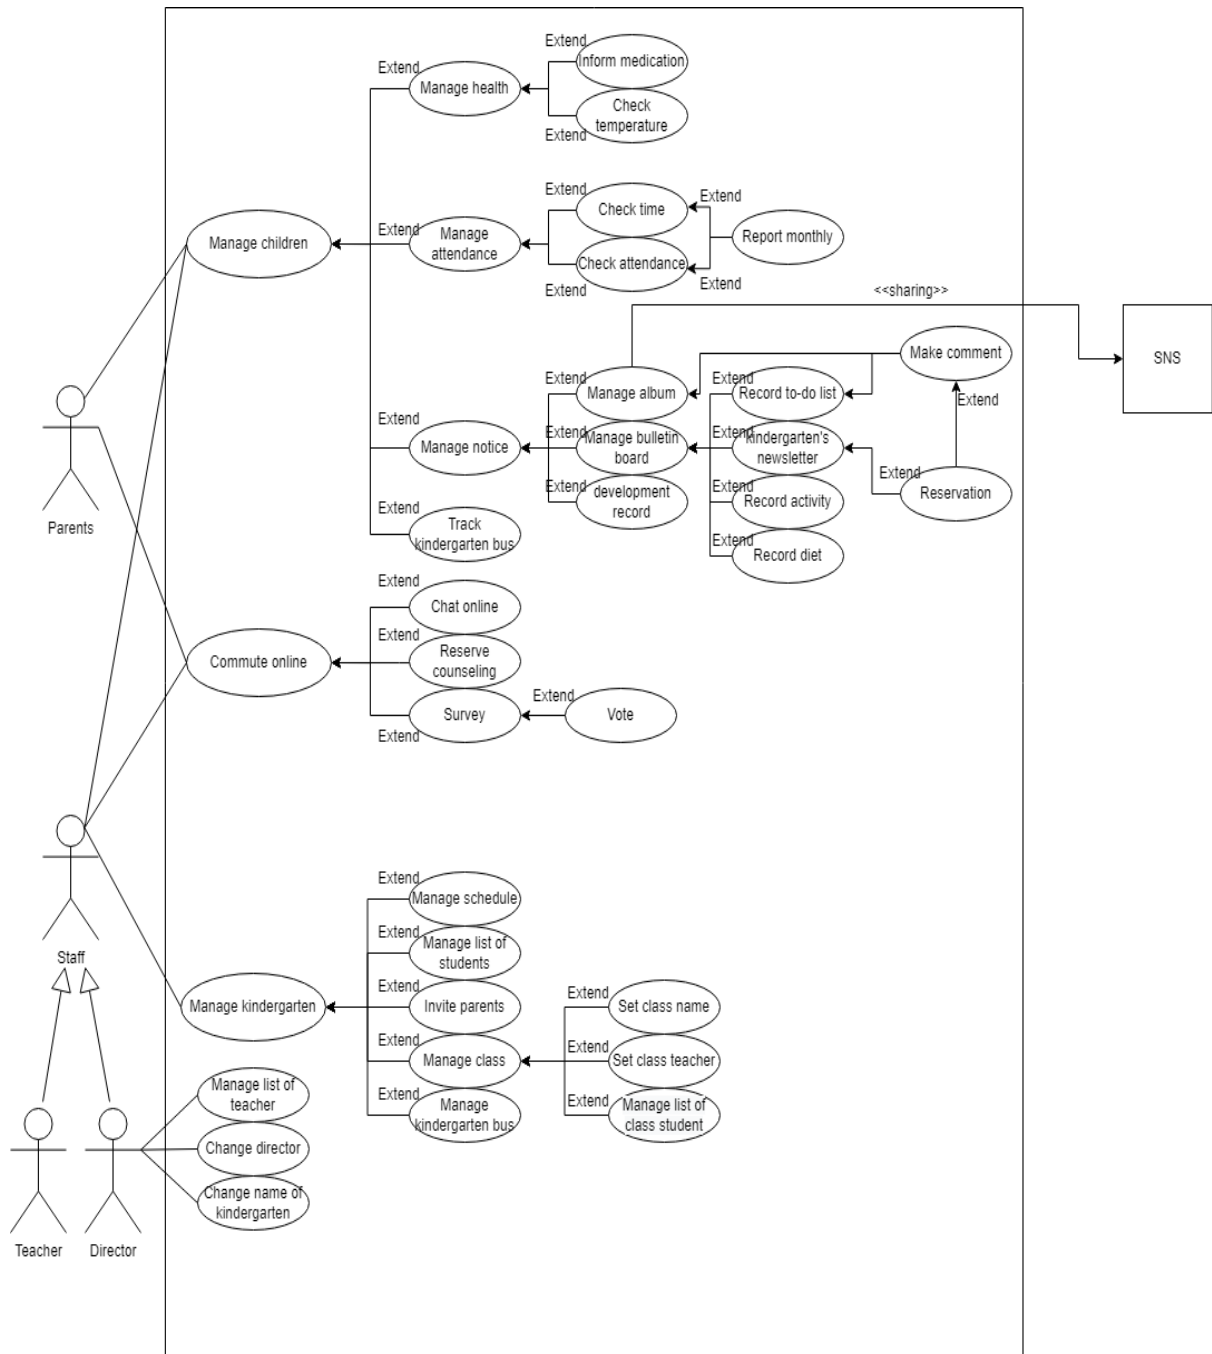 Extend
Inform medication
Extend
Manage health
Check
temperature
Extend
Extend
Check time
Extend
Report monthly
Extend
Manage
attendance
Check attendance
Extend
Extend
Manage children
<<sharing>>
SNS
Make comment
Extend
Extend
Manage album
Extend
Record to-do list
Extend
Extend
Manage notice
Extend
Manage bulletin
board
Extend
kindergarten's
newsletter
Extend
Reservation
Extend
development
record
Extend
Record activity
Extend
Record diet
Extend
Track
kindergarten bus
Parents
Extend
Chat online
Extend
Reserve
counseling
Commute online
Survey
Extend
Extend
Vote
Staff
Extend
Manage schedule
Extend
Manage list of
students
Extend
Invite parents
Manage kindergarten
Extend
Manage class
Extend
Manage
kindergarten bus
Extend
Set class name
Extend
Set class teacher
Extend
Manage list of
class student
Manage list of
teacher
Change director
Change name of
kindergarten
Teacher
Director